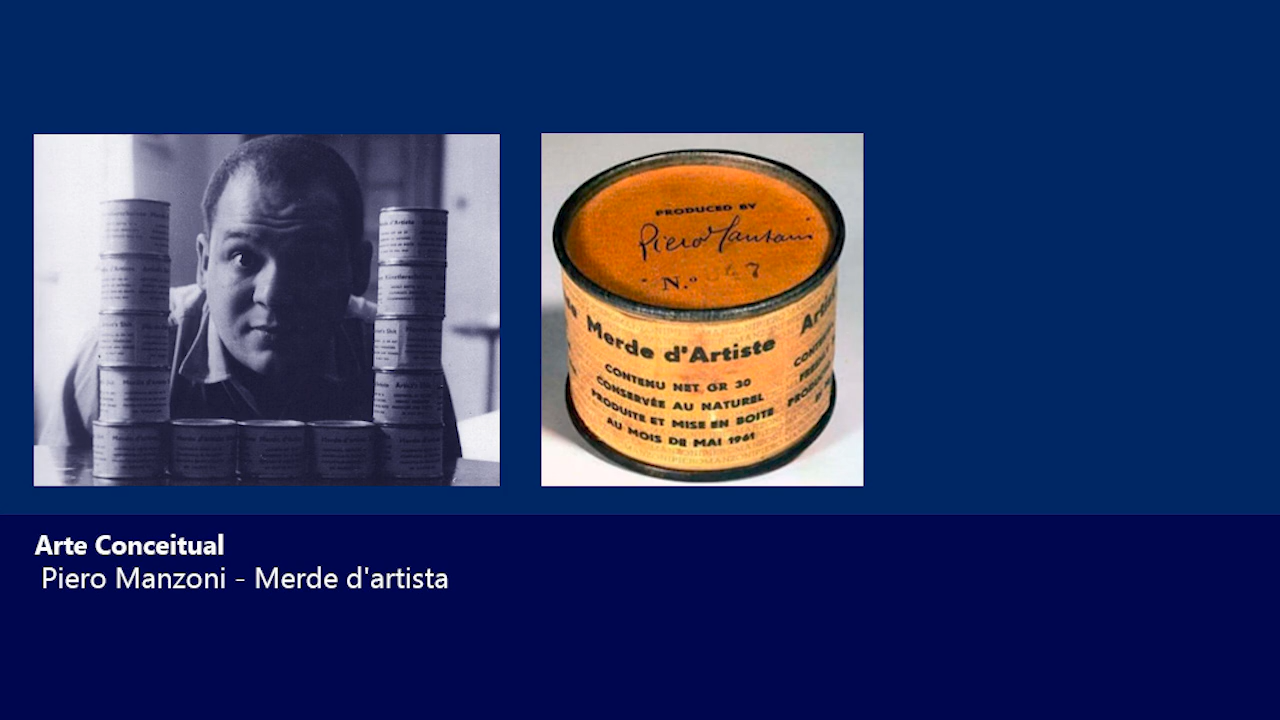 PRODUCED BY
Piero Manzoni
N.º 047
Merde d'Artiste
CONTENU NET GR 30
CONSERVÉE AU NATUREL
PRODUITE ET MISE EN BOITE
AU MOIS DE MAI 1961
Arte Conceitual
Piero Manzoni - Merde d'artista